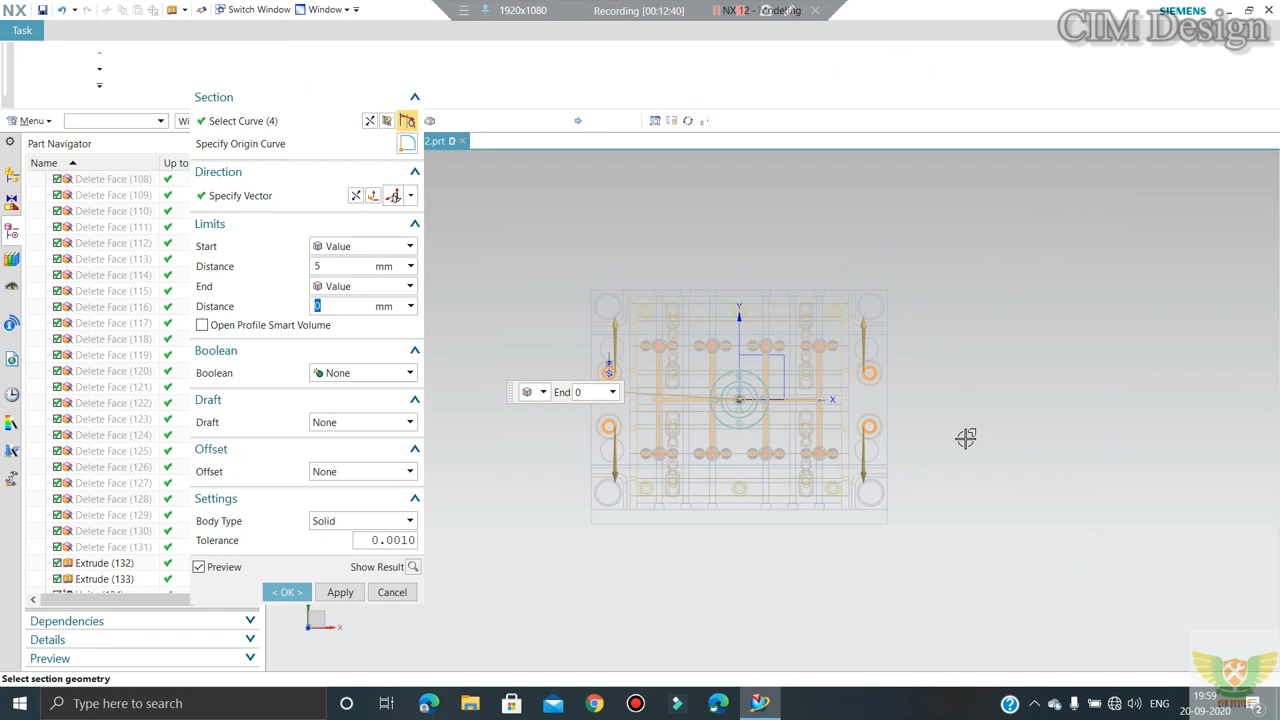 NX
Switch Window
Window
1920x1080
Recording [00:12:40]
NX 12 - Modeling
SIEMENS
CIM Design
Task
Menu
Wi
2.prt
Part Navigator
Name
Up to
Delete Face (108)
Delete Face (109)
Delete Face (110)
Delete Face (111)
Delete Face (112)
Delete Face (113)
Delete Face (114)
Delete Face (115)
Delete Face (116)
Delete Face (117)
Delete Face (118)
Delete Face (119)
Delete Face (120)
Delete Face (121)
Delete Face (122)
Delete Face (123)
Delete Face (124)
Delete Face (125)
Delete Face (126)
Delete Face (127)
Delete Face (128)
Delete Face (129)
Delete Face (130)
Delete Face (131)
Extrude (132)
Extrude (133)
Dependencies
Details
Preview
Section
Select Curve (4)
Specify Origin Curve
Direction
Specify Vector
Limits
Start Value
Distance 5 mm
End Value
Distance 0 mm
Open Profile Smart Volume
Boolean
Boolean None
Draft
Draft None
Offset
Offset None
Settings
Body Type Solid
Tolerance 0.0010
Preview Show Result
< OK > Apply Cancel
Y
X
End 0
X
Select section geometry
Type here to search
ENG
19:59
20-09-2020
2